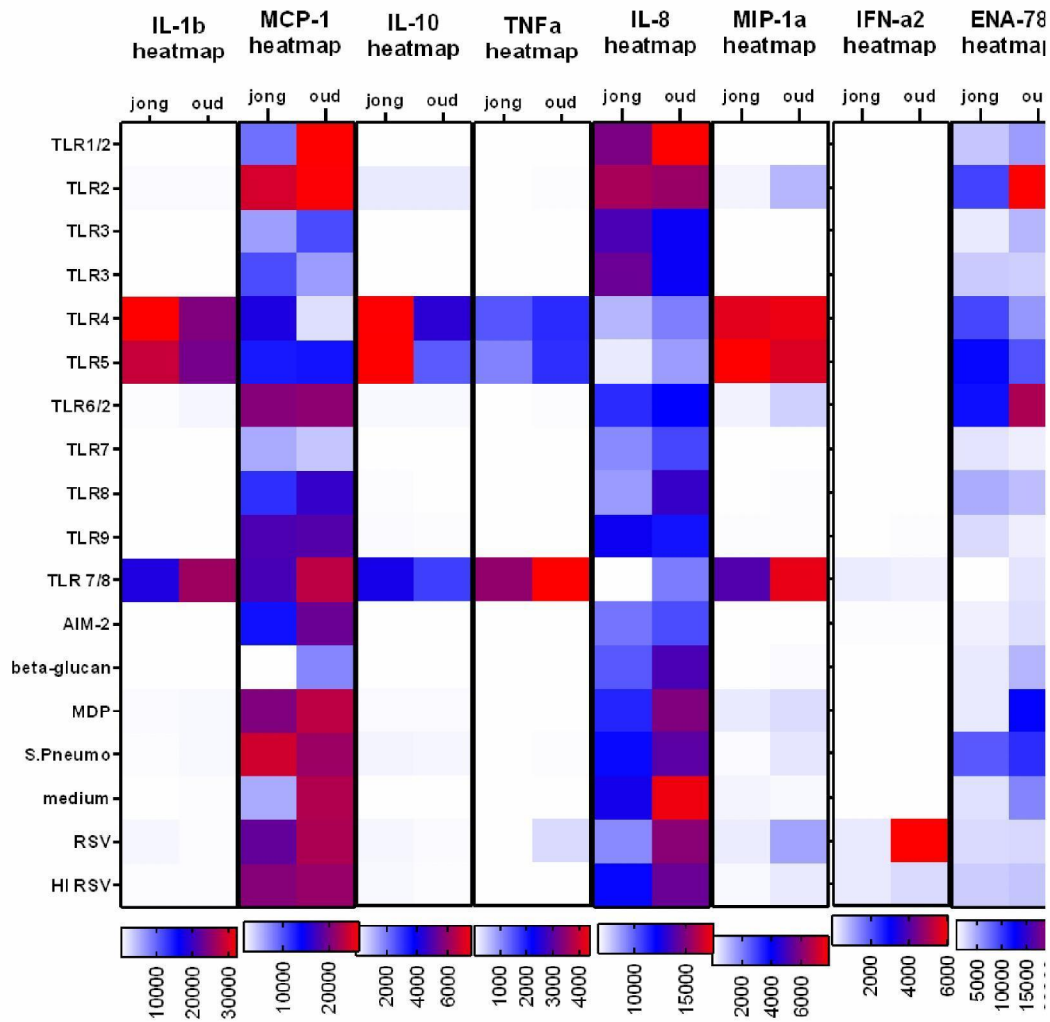 IL-1b MCP-1 IL-10 TNFa IL-8 MIP-1a IFN-a2 ENA-78
heatmap heatmap heatmap heatmap heatmap heatmap heatmap heatmap
jong oud jong oud jong oud jong oud jong oud jong oud jong oud jong ou
TLR1/2
TLR2
TLR3
TLR3
TLR4
TLR5
TLR6/2
TLR7
TLR8
TLR9
TLR 7/8
AIM-2
beta-glucan
MDP
S.Pneumo
medium
RSV
HI RSV
10000 20000 30000 10000 20000 2000 4000 6000 1000 2000 3000 4000 10000 15000 2000 4000 6000 2000 4000 6000 5000 10000 15000